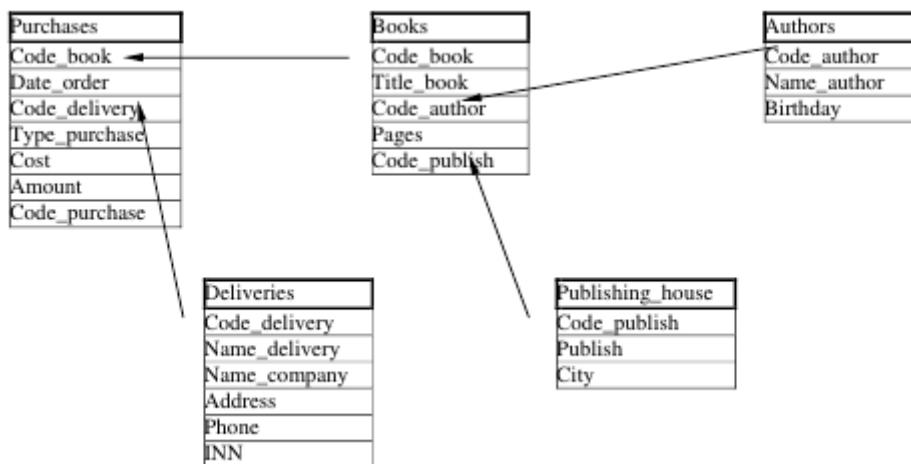 Purchases
Code_book
Date_order
Code_delivery
Type_purchase
Cost
Amount
Code_purchase
Books
Code_book
Title_book
Code_author
Pages
Code_publish
Authors
Code_author
Name_author
Birthday
Deliveries
Code_delivery
Name_delivery
Name_company
Address
Phone
INN
Publishing_house
Code_publish
Publish
City